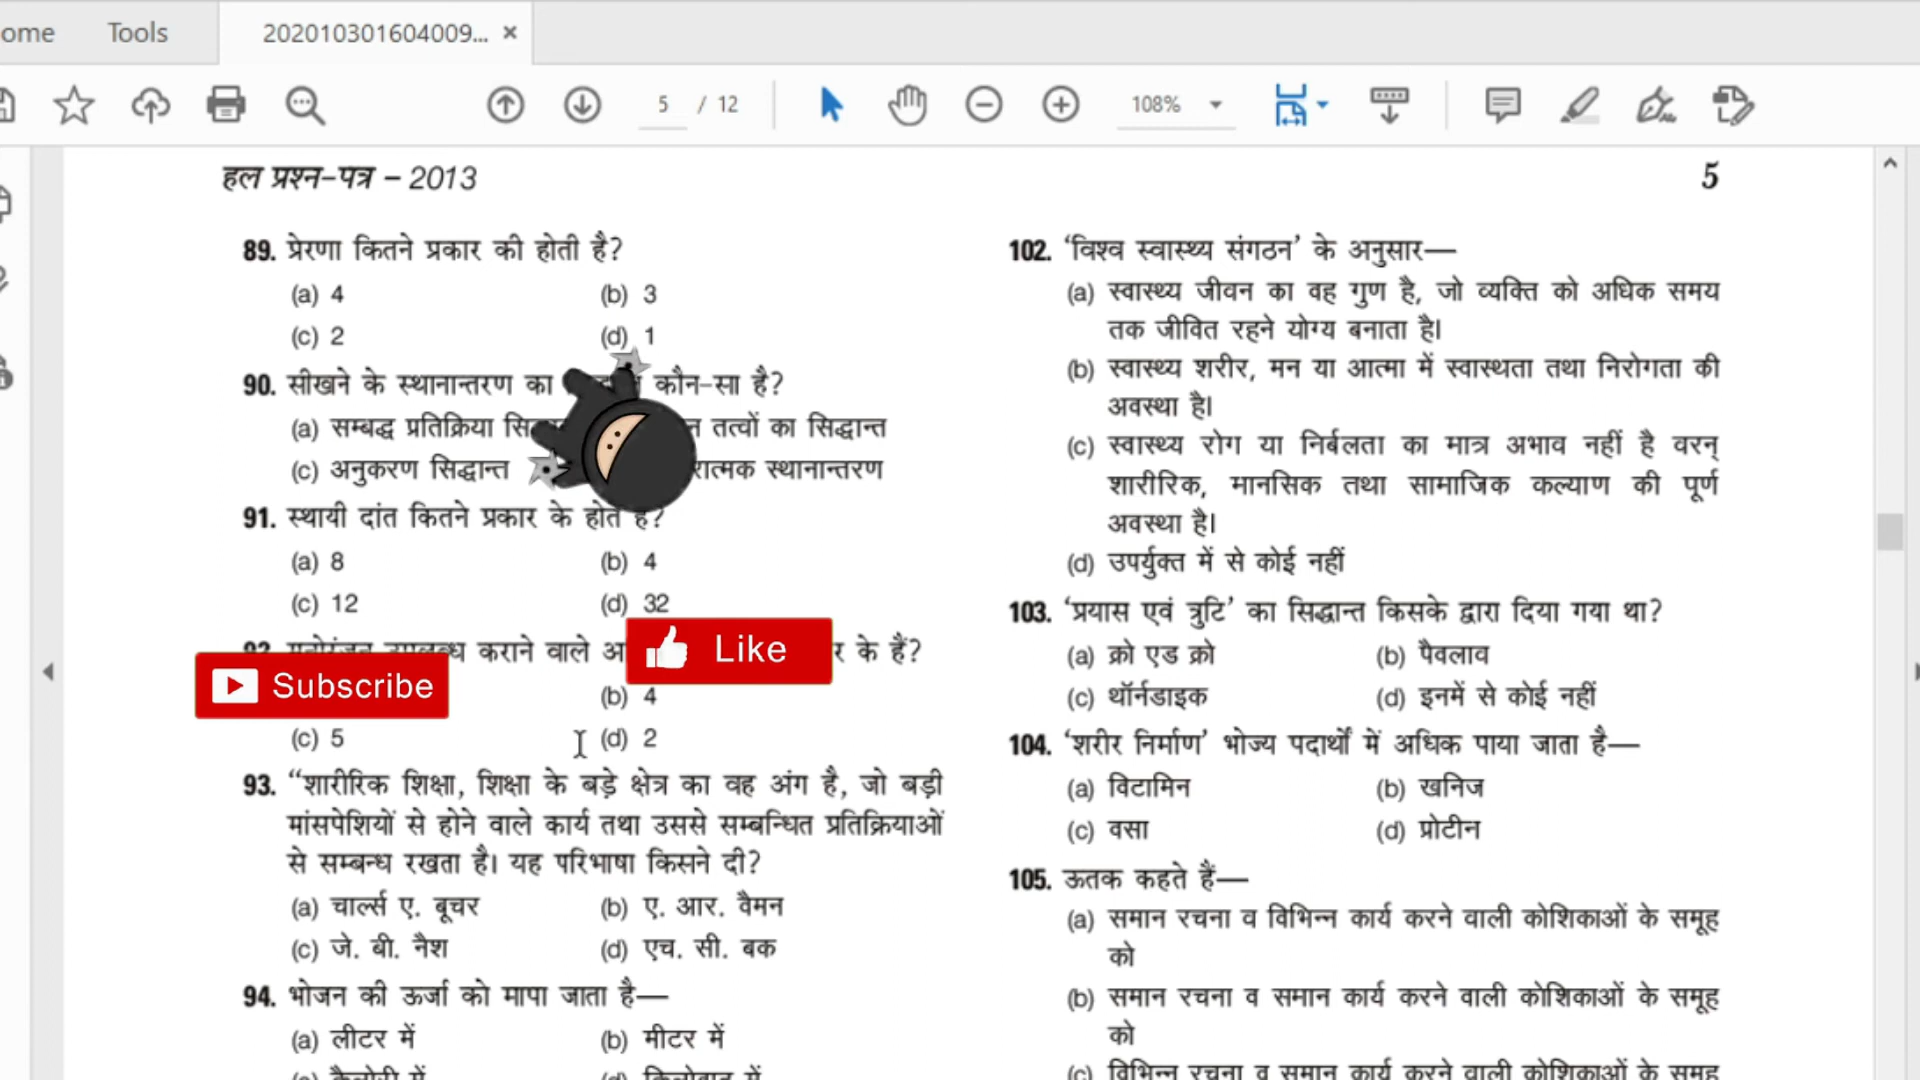 ome
Tools
202010301604009...
5 / 12
108%
हल प्रश्न-पत्र – 2013
5
89. प्रेरणा कितने प्रकार की होती है?
(a) 4 (b) 3
(c) 2 (d) 1
90. सीखने के स्थानान्तरण का कौन-सा है?
(a) सम्बद्ध प्रतिक्रिया तत्वों का सिद्धान्त
(c) अनुकरण सिद्धान्त स्थानान्तरण
91. स्थायी दांत कितने प्रकार के होते हैं?
(a) 8 (b) 4
(c) 12 (d) 32
कराने वाले के हैं?
Like
Subscribe
(b) 4
(c) 5 (d) 2
93. “शारीरिक शिक्षा, शिक्षा के बड़े क्षेत्र का वह अंग है, जो बड़ी
मांसपेशियों से होने वाले कार्य तथा उससे सम्बन्धित प्रतिक्रियाओं
से सम्बन्ध रखता है। यह परिभाषा किसने दी?
(a) चार्ल्स ए. बूचर (b) ए. आर. वैमन
(c) जे. बी. नैश (d) एच. सी. बक
94. भोजन की ऊर्जा को मापा जाता है—
(a) लीटर में (b) मीटर में
102. ‘विश्व स्वास्थ्य संगठन’ के अनुसार—
(a) स्वास्थ्य जीवन का वह गुण है, जो व्यक्ति को अधिक समय
तक जीवित रहने योग्य बनाता है।
(b) स्वास्थ्य शरीर, मन या आत्मा में स्वास्थता तथा निरोगता की
अवस्था है।
(c) स्वास्थ्य रोग या निर्बलता का मात्र अभाव नहीं है वरन्
शारीरिक, मानसिक तथा सामाजिक कल्याण की पूर्ण
अवस्था है।
(d) उपर्युक्त में से कोई नहीं
103. ‘प्रयास एवं त्रुटि’ का सिद्धान्त किसके द्वारा दिया गया था?
(a) क्रो एड क्रो (b) पैवलाव
(c) थॉर्नडाइक (d) इनमें से कोई नहीं
104. ‘शरीर निर्माण’ भोज्य पदार्थों में अधिक पाया जाता है—
(a) विटामिन (b) खनिज
(c) वसा (d) प्रोटीन
105. ऊतक कहते हैं—
(a) समान रचना व विभिन्न कार्य करने वाली कोशिकाओं के समूह
को
(b) समान रचना व समान कार्य करने वाली कोशिकाओं के समूह
को
(c) विभिन्न रचना व समान कार्य करने वाली कोशिकाओं के समूह